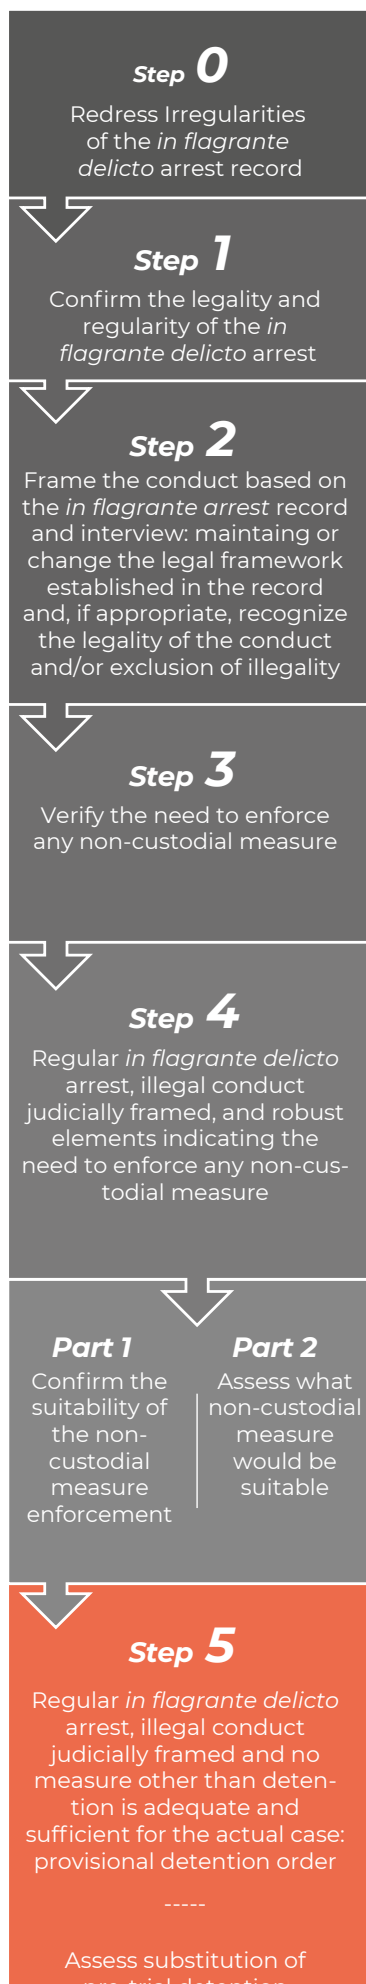 Step 0
Redress Irregularities
of the in flagrante
delicto arrest record
Step 1
Confirm the legality and
regularity of the in
flagrante delicto arrest
Step 2
Frame the conduct based on
the in flagrante arrest record
and interview: maintaing or
change the legal framework
established in the record
and, if appropriate, recognize
the legality of the conduct
and/or exclusion of illegality
Step 3
Verify the need to enforce
any non-custodial measure
Step 4
Regular in flagrante delicto
arrest, illegal conduct
judicially framed, and robust
elements indicating the
need to enforce any non-cus-
todial measure
Part 1
Confirm the
suitability of
the non-
custodial
measure
enforcement
Part 2
Assess what
non-custodial
measure
would be
suitable
Step 5
Regular in flagrante delicto
arrest, illegal conduct
judicially framed and no
measure other than deten-
tion is adequate and
sufficient for the actual case:
provisional detention order
-----
Assess substitution of
pre-trial detention